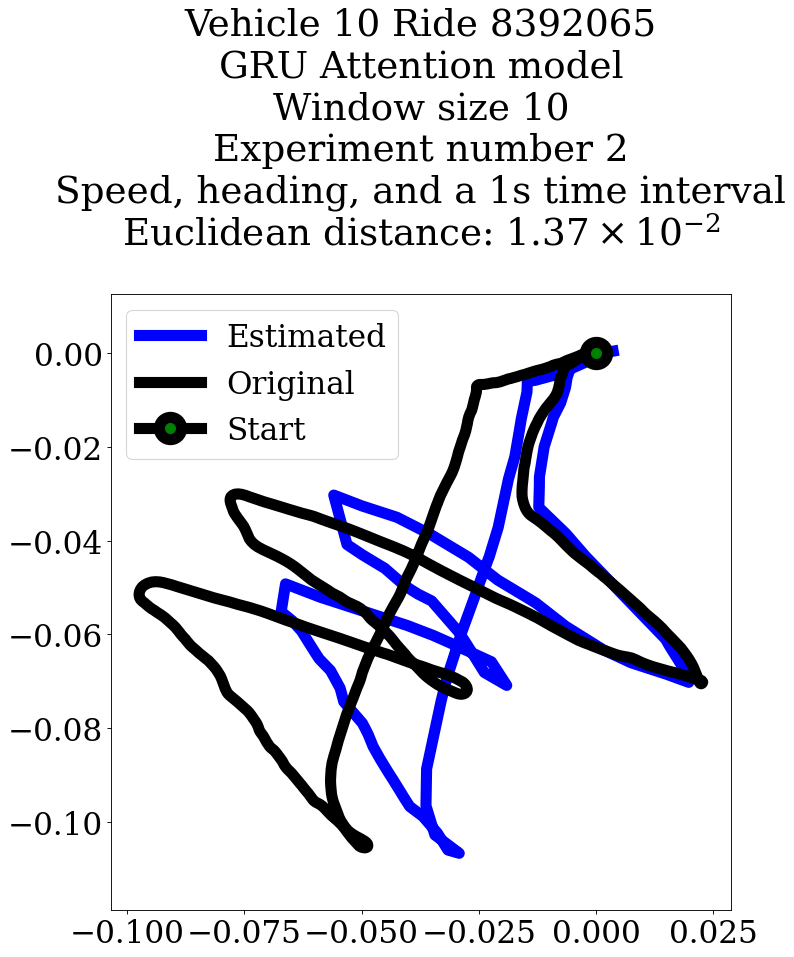 Vehicle 10 Ride 8392065
GRU Attention model
Window size 10
Experiment number 2
Speed, heading, and a 1s time interval
Euclidean distance: 1.37 × 10⁻²
Estimated
Original
Start
0.00
−0.02
−0.04
−0.06
−0.08
−0.10
−0.100 −0.075 −0.050 −0.025 0.000 0.025